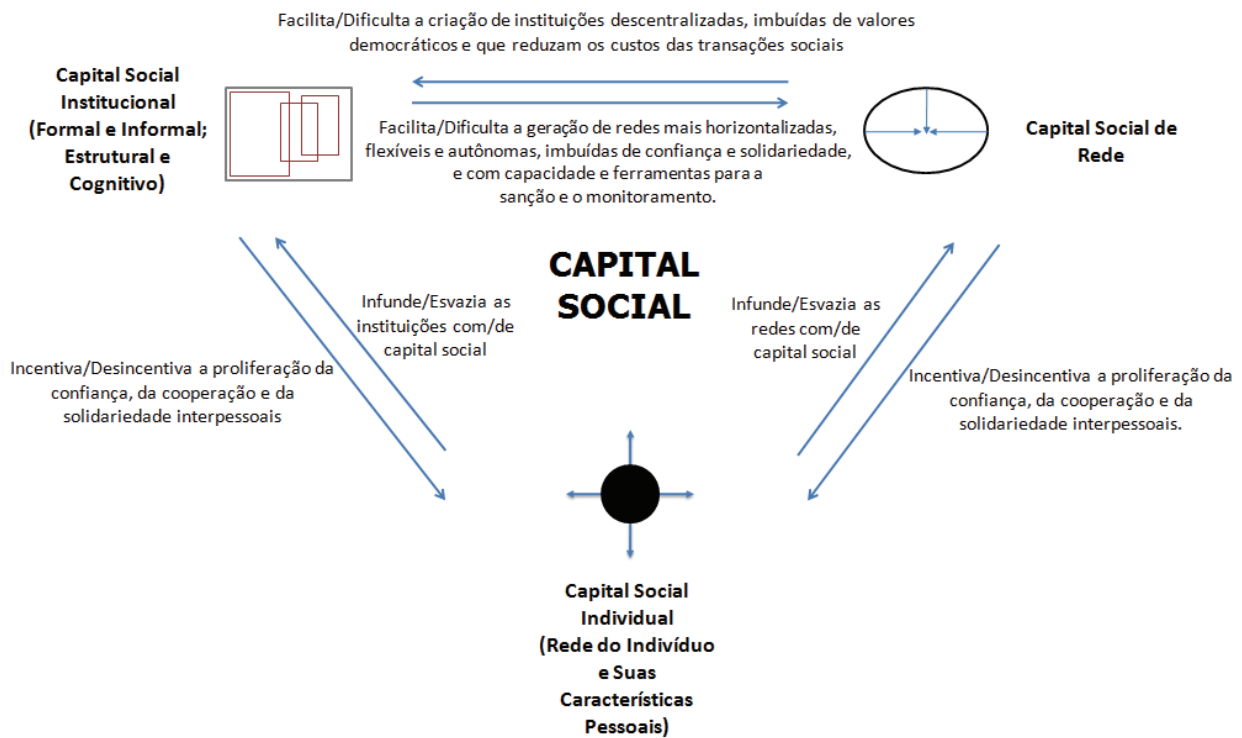 Facilita/Dificulta a criação de instituições descentralizadas, imbuídas de valores
democráticos e que reduzam os custos das transações sociais
Capital Social
Institucional
(Formal e Informal;
Estrutural e
Cognitivo)
Facilita/Dificulta a geração de redes mais horizontalizadas,
flexíveis e autônomas, imbuídas de confiança e solidariedade,
e com capacidade e ferramentas para a
sanção e o monitoramento.
Capital Social de
Rede
CAPITAL
SOCIAL
Infunde/Esvazia as
instituições com/de
capital social
Infunde/Esvazia as
redes com/de
capital social
Incentiva/Desincentiva a proliferação da
confiança, da cooperação e da
solidariedade interpessoais
Incentiva/Desincentiva a proliferação da
confiança, da cooperação e da
solidariedade interpessoais.
Capital Social
Individual
(Rede do Indivíduo
e Suas
Características
Pessoais)